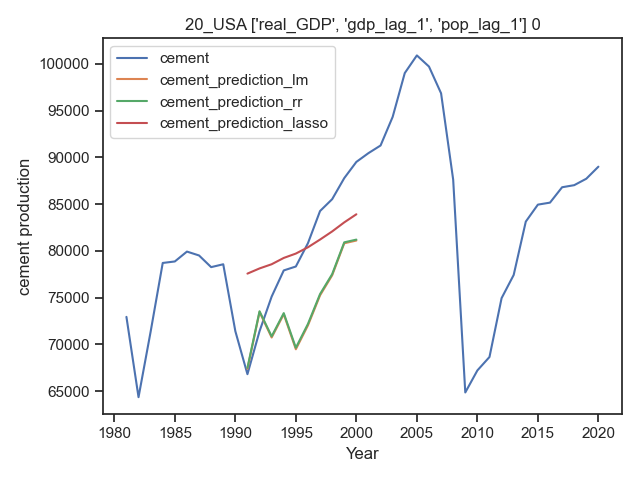 20_USA ['real_GDP', 'gdp_lag_1', 'pop_lag_1'] 0
cement
cement_prediction_lm
cement_prediction_rr
cement_prediction_lasso
100000
95000
90000
85000
80000
75000
70000
65000
cement production
1980 1985 1990 1995 2000 2005 2010 2015 2020
Year